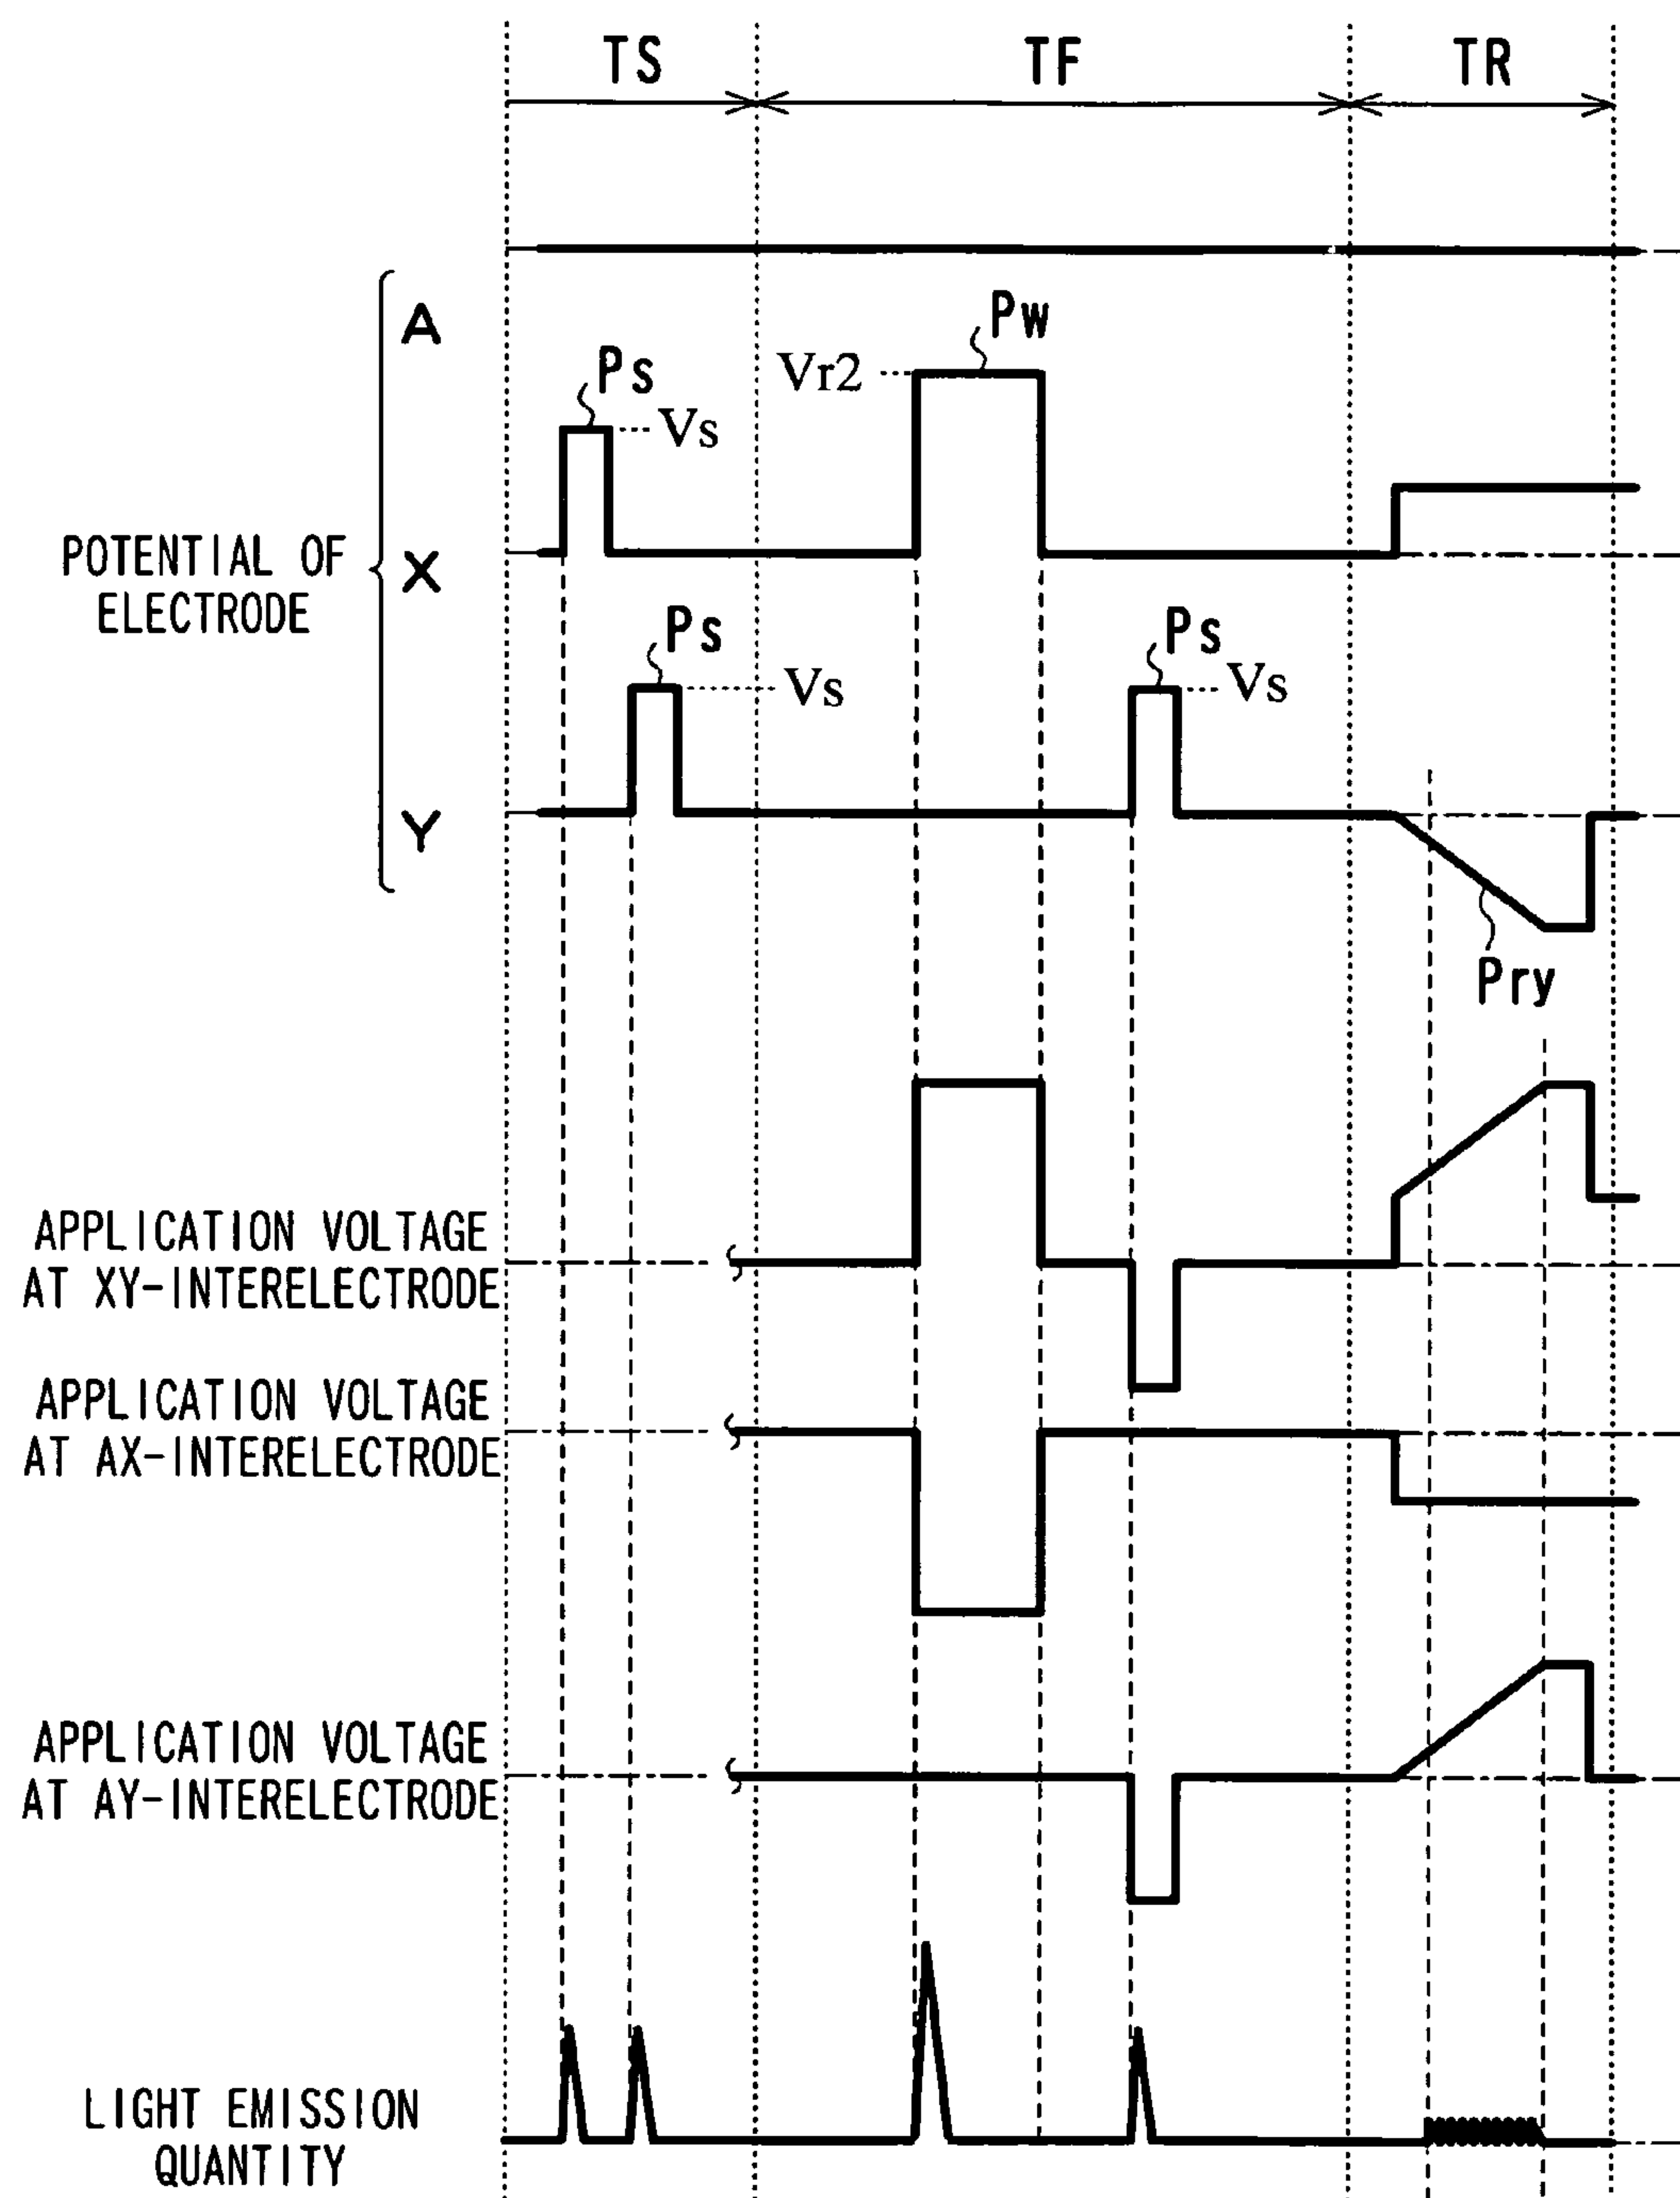 TS
TF
TR
A
Pw
Vr2
Ps
Vs
POTENTIAL OF
ELECTRODE
X
Ps
Vs
Ps
Vs
Y
Pry
APPLICATION VOLTAGE
AT XY-INTERELECTRODE
APPLICATION VOLTAGE
AT AX-INTERELECTRODE
APPLICATION VOLTAGE
AT AY-INTERELECTRODE
LIGHT EMISSION
QUANTITY